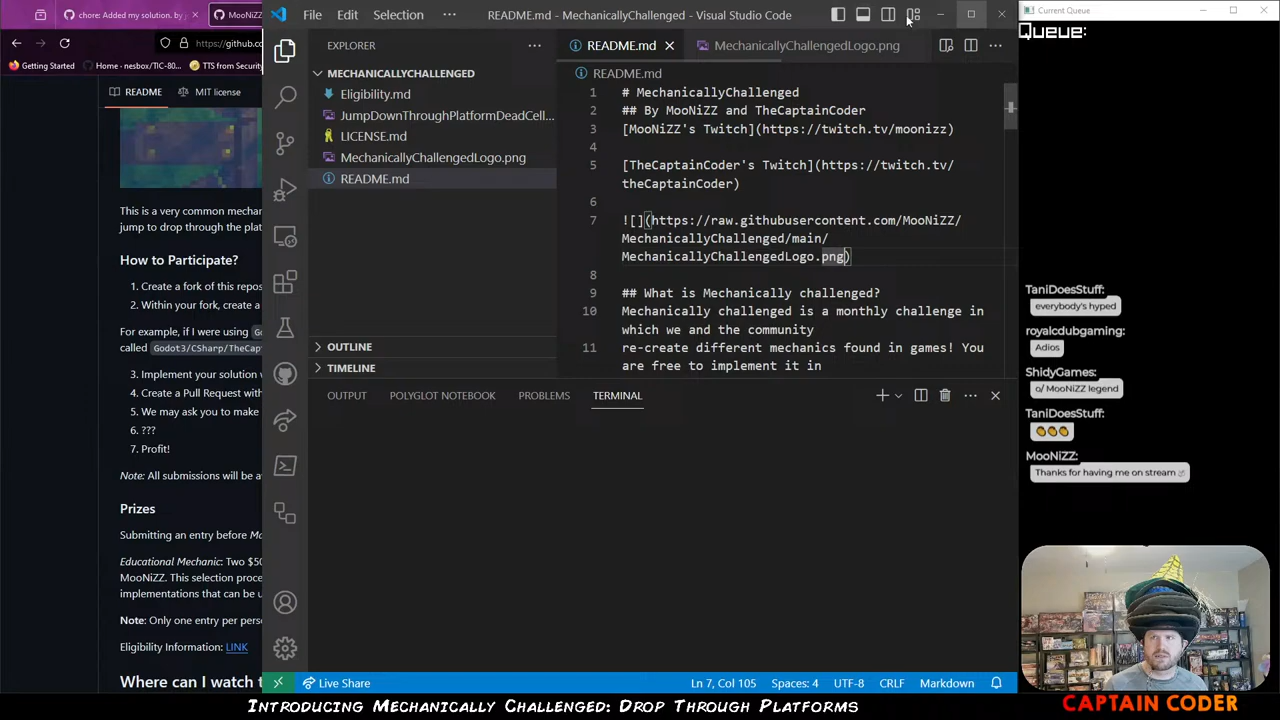 chore: Added my solution. by
MooNiZZ
File
Edit
Selection
README.md - MechanicallyChallenged - Visual Studio Code
Current Queue
Queue:
https://github.co
Getting Started
Home - nesbox/TIC-80...
TTS from Securit
README
MIT license
This is a very common mechan
jump to drop through the plat
How to Participate?
1. Create a fork of this repos
2. Within your fork, create a
For example, if I were using Go
called Godot3/CSharp/TheCapt
3. Implement your solution w
4. Create a Pull Request with
5. We may ask you to make
6. ???
7. Profit!
Note: All submissions will be av
Prizes
Submitting an entry before Ma
Educational Mechanic: Two $50
MooNiZZ. This selection proce
implementations that can be u
Note: Only one entry per perso
Eligibility Information: LINK
Where can I watch t
EXPLORER
MECHANICALLYCHALLENGED
Eligibility.md
JumpDownThroughPlatformDeadCell...
LICENSE.md
MechanicallyChallengedLogo.png
README.md
OUTLINE
TIMELINE
README.md
MechanicallyChallengedLogo.png
README.md
1 # MechanicallyChallenged
2 ## By MooNiZZ and TheCaptainCoder
3 [MooNiZZ's Twitch](https://twitch.tv/moonizz)
4
5 [TheCaptainCoder's Twitch](https://twitch.tv/
theCaptainCoder)
6
7 ![](https://raw.githubusercontent.com/MooNiZZ/
MechanicallyChallenged/main/
MechanicallyChallengedLogo.png)
8
9 ## What is Mechanically challenged?
10 Mechanically challenged is a monthly challenge in
which we and the community
11 re-create different mechanics found in games! You
are free to implement it in
OUTPUT
POLYGLOT NOTEBOOK
PROBLEMS
TERMINAL
Live Share
Ln 7, Col 105
Spaces: 4
UTF-8
CRLF
Markdown
TaniDoesStuff:
everybody's hyped
royalcdubgaming:
Adios
ShidyGames:
o/ MooNiZZ legend
TaniDoesStuff:
MooNiZZ:
Thanks for having me on stream
Introducing Mechanically Challenged: Drop Through Platforms
CAPTAIN CODER